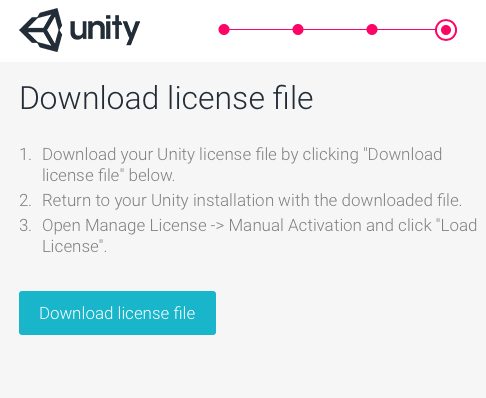 unity
Download license file
1. Download your Unity license file by clicking "Download
license file" below.
2. Return to your Unity installation with the downloaded file.
3. Open Manage License -> Manual Activation and click "Load
License".
Download license file